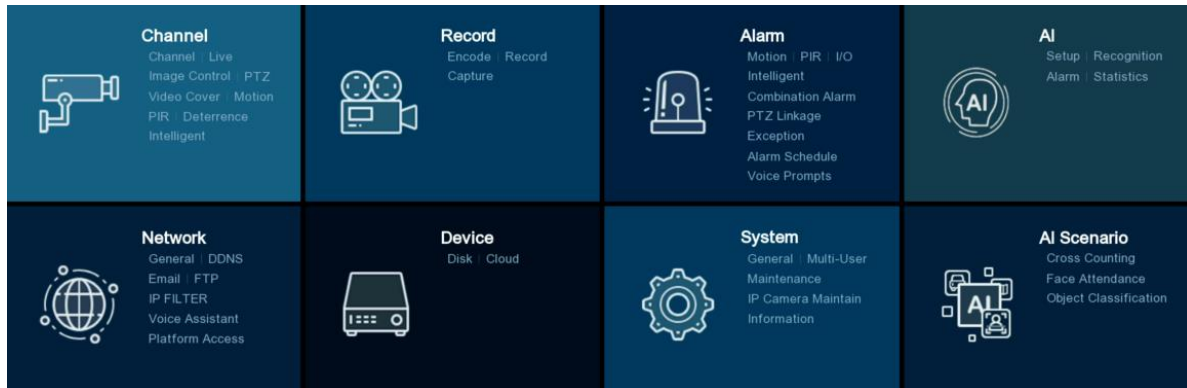 Channel
Channel | Live
Image Control | PTZ
Video Cover | Motion
PIR | Deterrence
Intelligent
Record
Encode | Record
Capture
Alarm
Motion | PIR | I/O
Intelligent
Combination Alarm
PTZ Linkage
Exception
Alarm Schedule
Voice Prompts
AI
Setup | Recognition
Alarm | Statistics
AI
Network
General | DDNS
Email | FTP
IP FILTER
Voice Assistant
Platform Access
Device
Disk | Cloud
System
General | Multi-User
Maintenance
IP Camera Maintain
Information
AI Scenario
Cross Counting
Face Attendance
Object Classification
AI